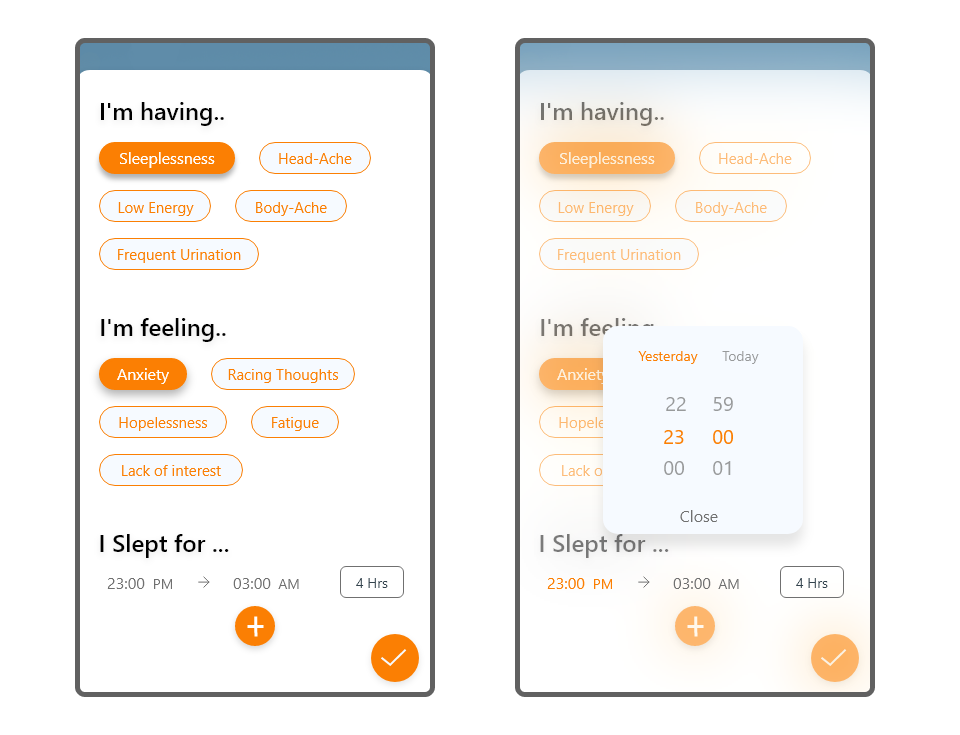 I'm having..
Sleeplessness Head-Ache
Low Energy Body-Ache
Frequent Urination
I'm feeling..
Anxiety Racing Thoughts
Hopelessness Fatigue
Lack of interest
I Slept for ...
23:00 PM → 03:00 AM 4 Hrs
I'm having..
Sleeplessness Head-Ache
Low Energy Body-Ache
Frequent Urination
I'm feeling..
Anxiety
Hopele
Lack o
Yesterday Today
22 59
23 00
00 01
Close
I Slept for ...
23:00 PM → 03:00 AM 4 Hrs